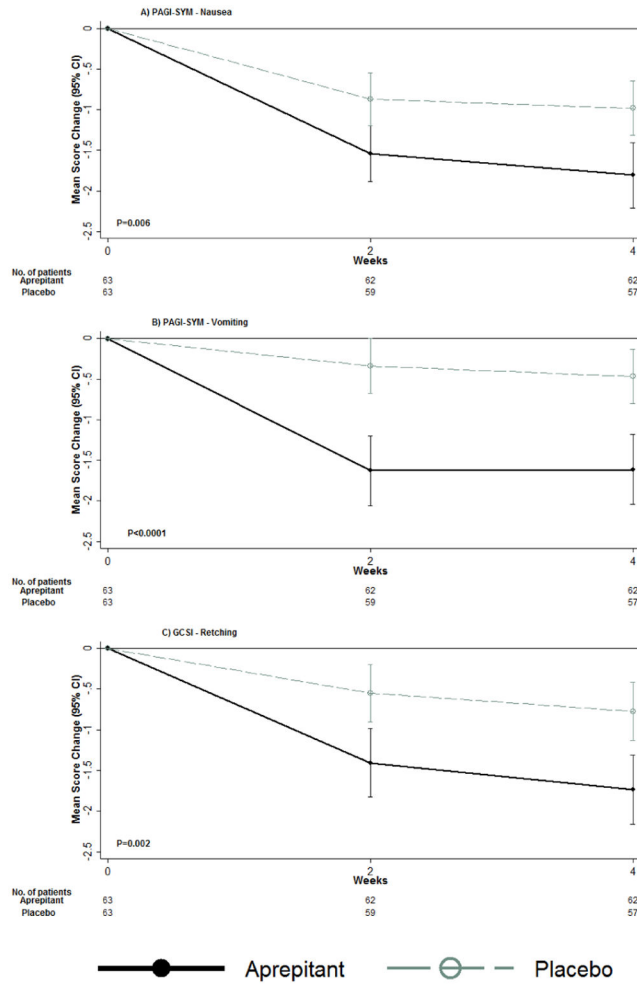 A) PAGI-SYM - Nausea
Mean Score Change (95% CI)
0
-.5
-1
-1.5
-2
-2.5
P=0.006
0 2 4
Weeks
No. of patients
Aprepitant 63 62 62
Placebo 63 59 57
B) PAGI-SYM - Vomiting
Mean Score Change (95% CI)
0
-.5
-1
-1.5
-2
-2.5
P<0.0001
0 2 4
Weeks
No. of patients
Aprepitant 63 62 62
Placebo 63 59 57
C) GCSI - Retching
Mean Score Change (95% CI)
0
-.5
-1
-1.5
-2
-2.5
P=0.002
0 2 4
Weeks
No. of patients
Aprepitant 63 62 62
Placebo 63 59 57
Aprepitant Placebo